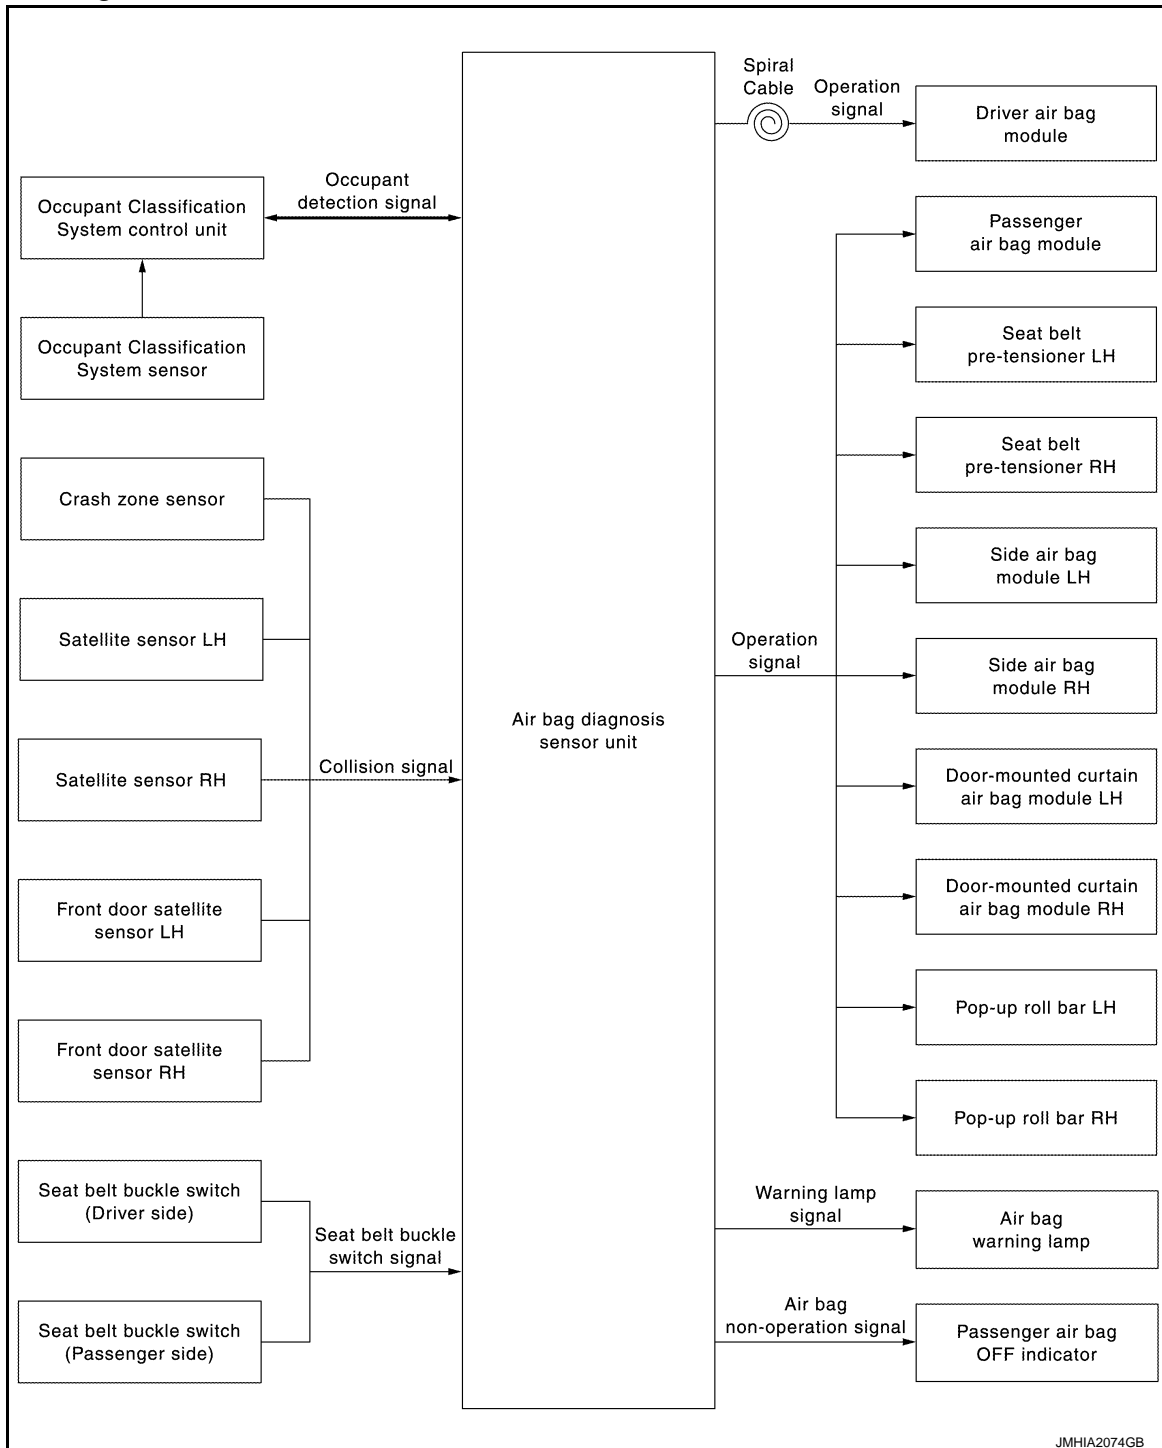 Spiral
Cable
Operation
signal
Driver air bag
module
Occupant Classification
System control unit
Occupant
detection signal
Passenger
air bag module
Occupant Classification
System sensor
Seat belt
pre-tensioner LH
Crash zone sensor
Seat belt
pre-tensioner RH
Satellite sensor LH
Side air bag
module LH
Operation
signal
Side air bag
module RH
Air bag diagnosis
sensor unit
Satellite sensor RH
Collision signal
Door-mounted curtain
air bag module LH
Front door satellite
sensor LH
Door-mounted curtain
air bag module RH
Front door satellite
sensor RH
Pop-up roll bar LH
Pop-up roll bar RH
Seat belt buckle switch
(Driver side)
Seat belt buckle
switch signal
Warning lamp
signal
Air bag
warning lamp
Seat belt buckle switch
(Passenger side)
Air bag
non-operation signal
Passenger air bag
OFF indicator
JMHIA2074GB